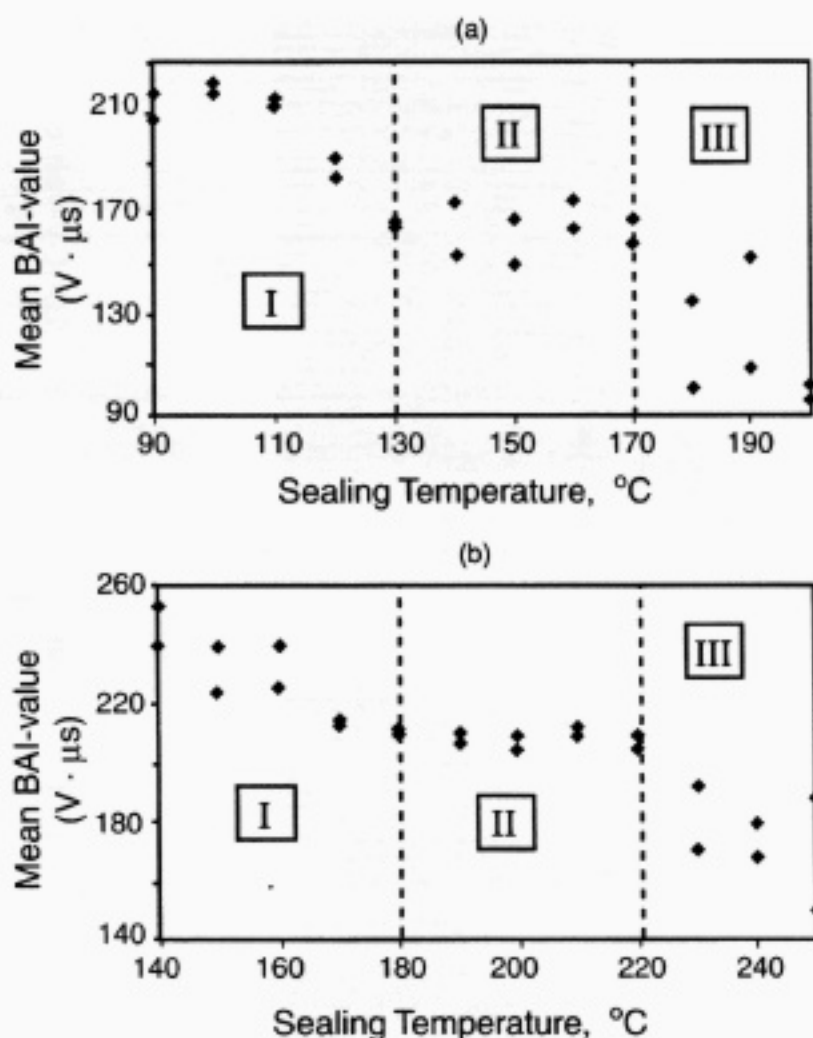 (a)
210
170
130
90
Mean BAI-value
(V · μs)
I
II
III
90 110 130 150 170 190
Sealing Temperature, °C
(b)
260
220
180
140
Mean BAI-value
(V · μs)
I
II
III
140 160 180 200 220 240
Sealing Temperature, °C